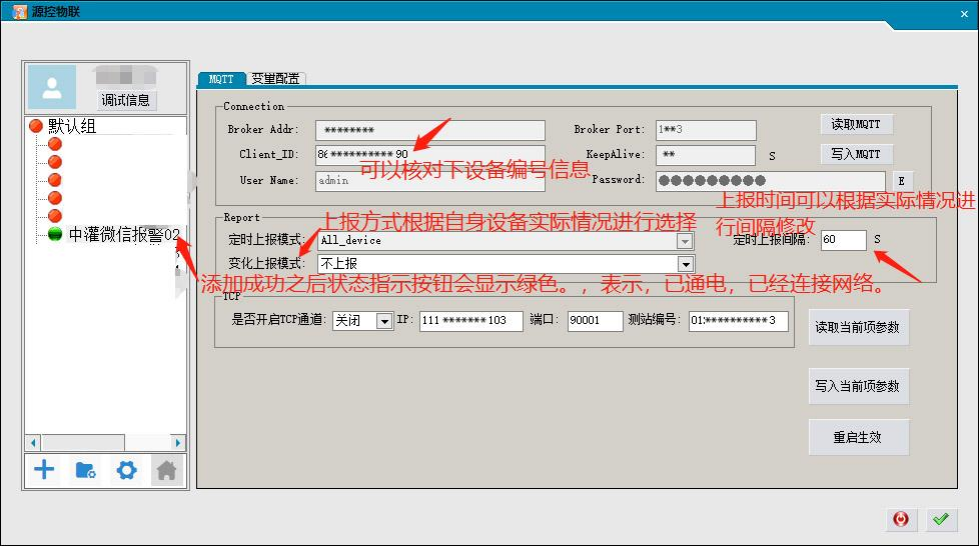 源控物联
调试信息
默认组
中灌微信报警02
MQTT 变量配置
Connection
Broker Addr: ******** Broker Port: 1**3 读取MQTT
Client_ID: 8(**********90 KeepAlive: ** S 写入MQTT
可以核对下设备编号信息
User Name: admin Password: ●●●●●●●●● E
上报时间可以根据实际情况进
行间隔修改
Report
上报方式根据自身设备实际情况进行选择
定时上报模式: All_device 定时上报间隔: 60 S
变化上报模式: 不上报
添加成功之后状态指示按钮会显示绿色。，表示，已通电，已经连接网络。
TCP
是否开启TCP通道: 关闭 IP: 111*******103 端口: 90001 测站编号: 01**********3
读取当前项参数
写入当前项参数
重启生效